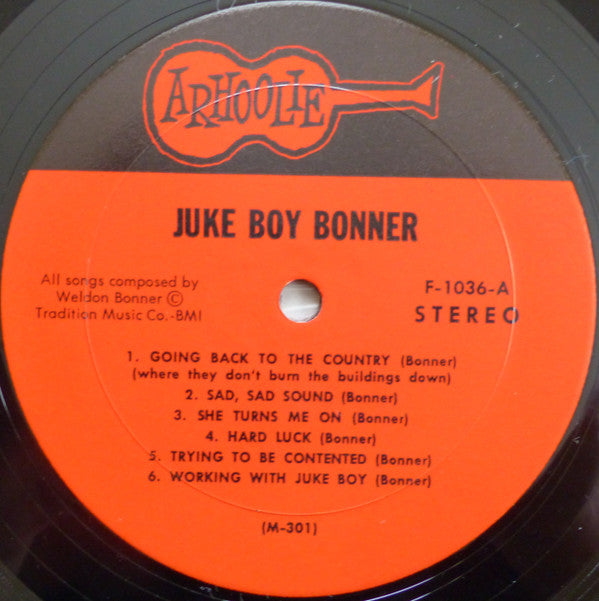 ARHOOLIE
JUKE BOY BONNER
All songs composed by
Weldon Bonner ©
Tradition Music Co.-BMI
F-1036-A
STEREO
1. GOING BACK TO THE COUNTRY (Bonner)
(where they don't burn the buildings down)
2. SAD, SAD SOUND (Bonner)
3. SHE TURNS ME ON (Bonner)
4. HARD LUCK (Bonner)
5. TRYING TO BE CONTENTED (Bonner)
6. WORKING WITH JUKE BOY (Bonner)
(M-301)